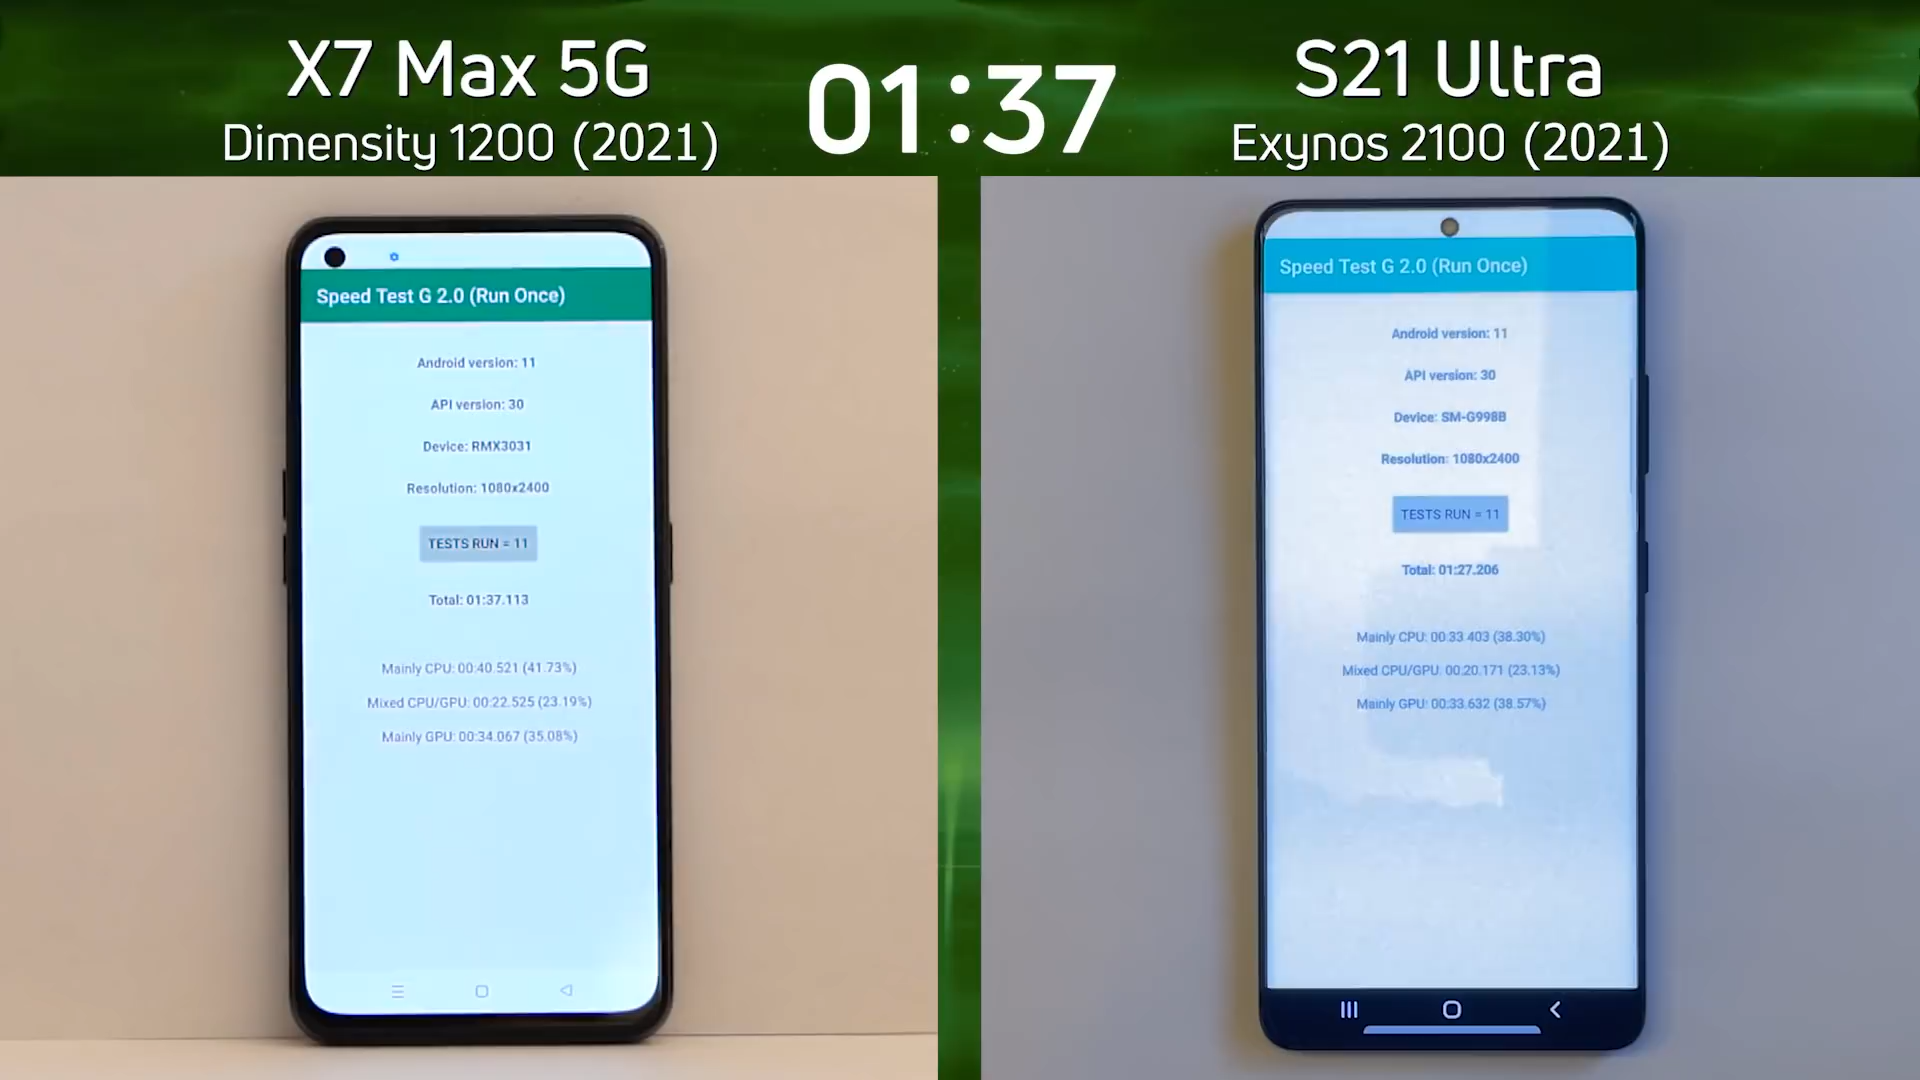 X7 Max 5G
Dimensity 1200 (2021)
01:37
S21 Ultra
Exynos 2100 (2021)
Speed Test G 2.0 (Run Once)
Android version: 11
API version: 30
Device: RMX3031
Resolution: 1080x2400
TESTS RUN = 11
Total: 01:37.113
Mainly CPU: 00:40.521 (41.73%)
Mixed CPU/GPU: 00:22.525 (23.19%)
Mainly GPU: 00:34.067 (35.08%)
Speed Test G 2.0 (Run Once)
Android version: 11
API version: 30
Device: SM-G998B
Resolution: 1080x2400
TESTS RUN = 11
Total: 01:27.206
Mainly CPU: 00:33.403 (38.30%)
Mixed CPU/GPU: 00:20.171 (23.13%)
Mainly GPU: 00:33.632 (38.57%)